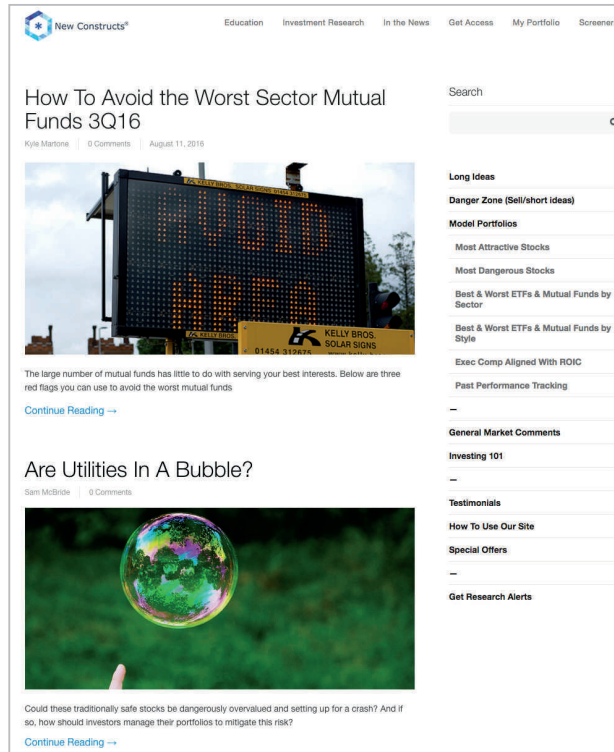 New Constructs®
Education Investment Research In the News Get Access My Portfolio Screener
How To Avoid the Worst Sector Mutual
Funds 3Q16
Kyle Martone 0 Comments August 11, 2016
KELLY BROS. SOLAR SIGNS 01454 312675
AVOID
AREA
KELLY BROS.
KELLY BROS.
SOLAR SIGNS
01454 312675
The large number of mutual funds has little to do with serving your best interests. Below are three
red flags you can use to avoid the worst mutual funds
Continue Reading →
Are Utilities In A Bubble?
Sam McBride 0 Comments
Could these traditionally safe stocks be dangerously overvalued and setting up for a crash? And if
so, how should investors manage their portfolios to mitigate this risk?
Continue Reading →
Search
Long Ideas
Danger Zone (Sell/short ideas)
Model Portfolios
Most Attractive Stocks
Most Dangerous Stocks
Best & Worst ETFs & Mutual Funds by
Sector
Best & Worst ETFs & Mutual Funds by
Style
Exec Comp Aligned With ROIC
Past Performance Tracking
–
General Market Comments
Investing 101
–
Testimonials
How To Use Our Site
Special Offers
–
Get Research Alerts